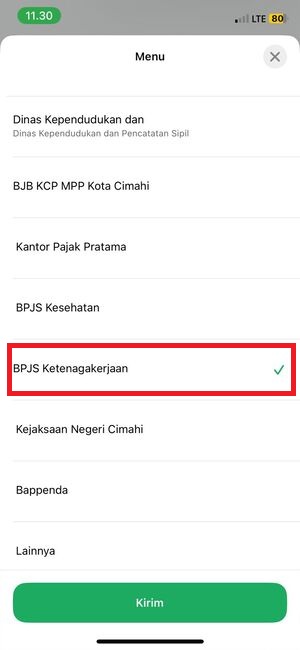 11.30
LTE 80
Menu
Dinas Kependudukan dan
Dinas Kependudukan dan Pencatatan Sipil
BJB KCP MPP Kota Cimahi
Kantor Pajak Pratama
BPJS Kesehatan
BPJS Ketenagakerjaan
Kejaksaan Negeri Cimahi
Bappenda
Lainnya
Kirim